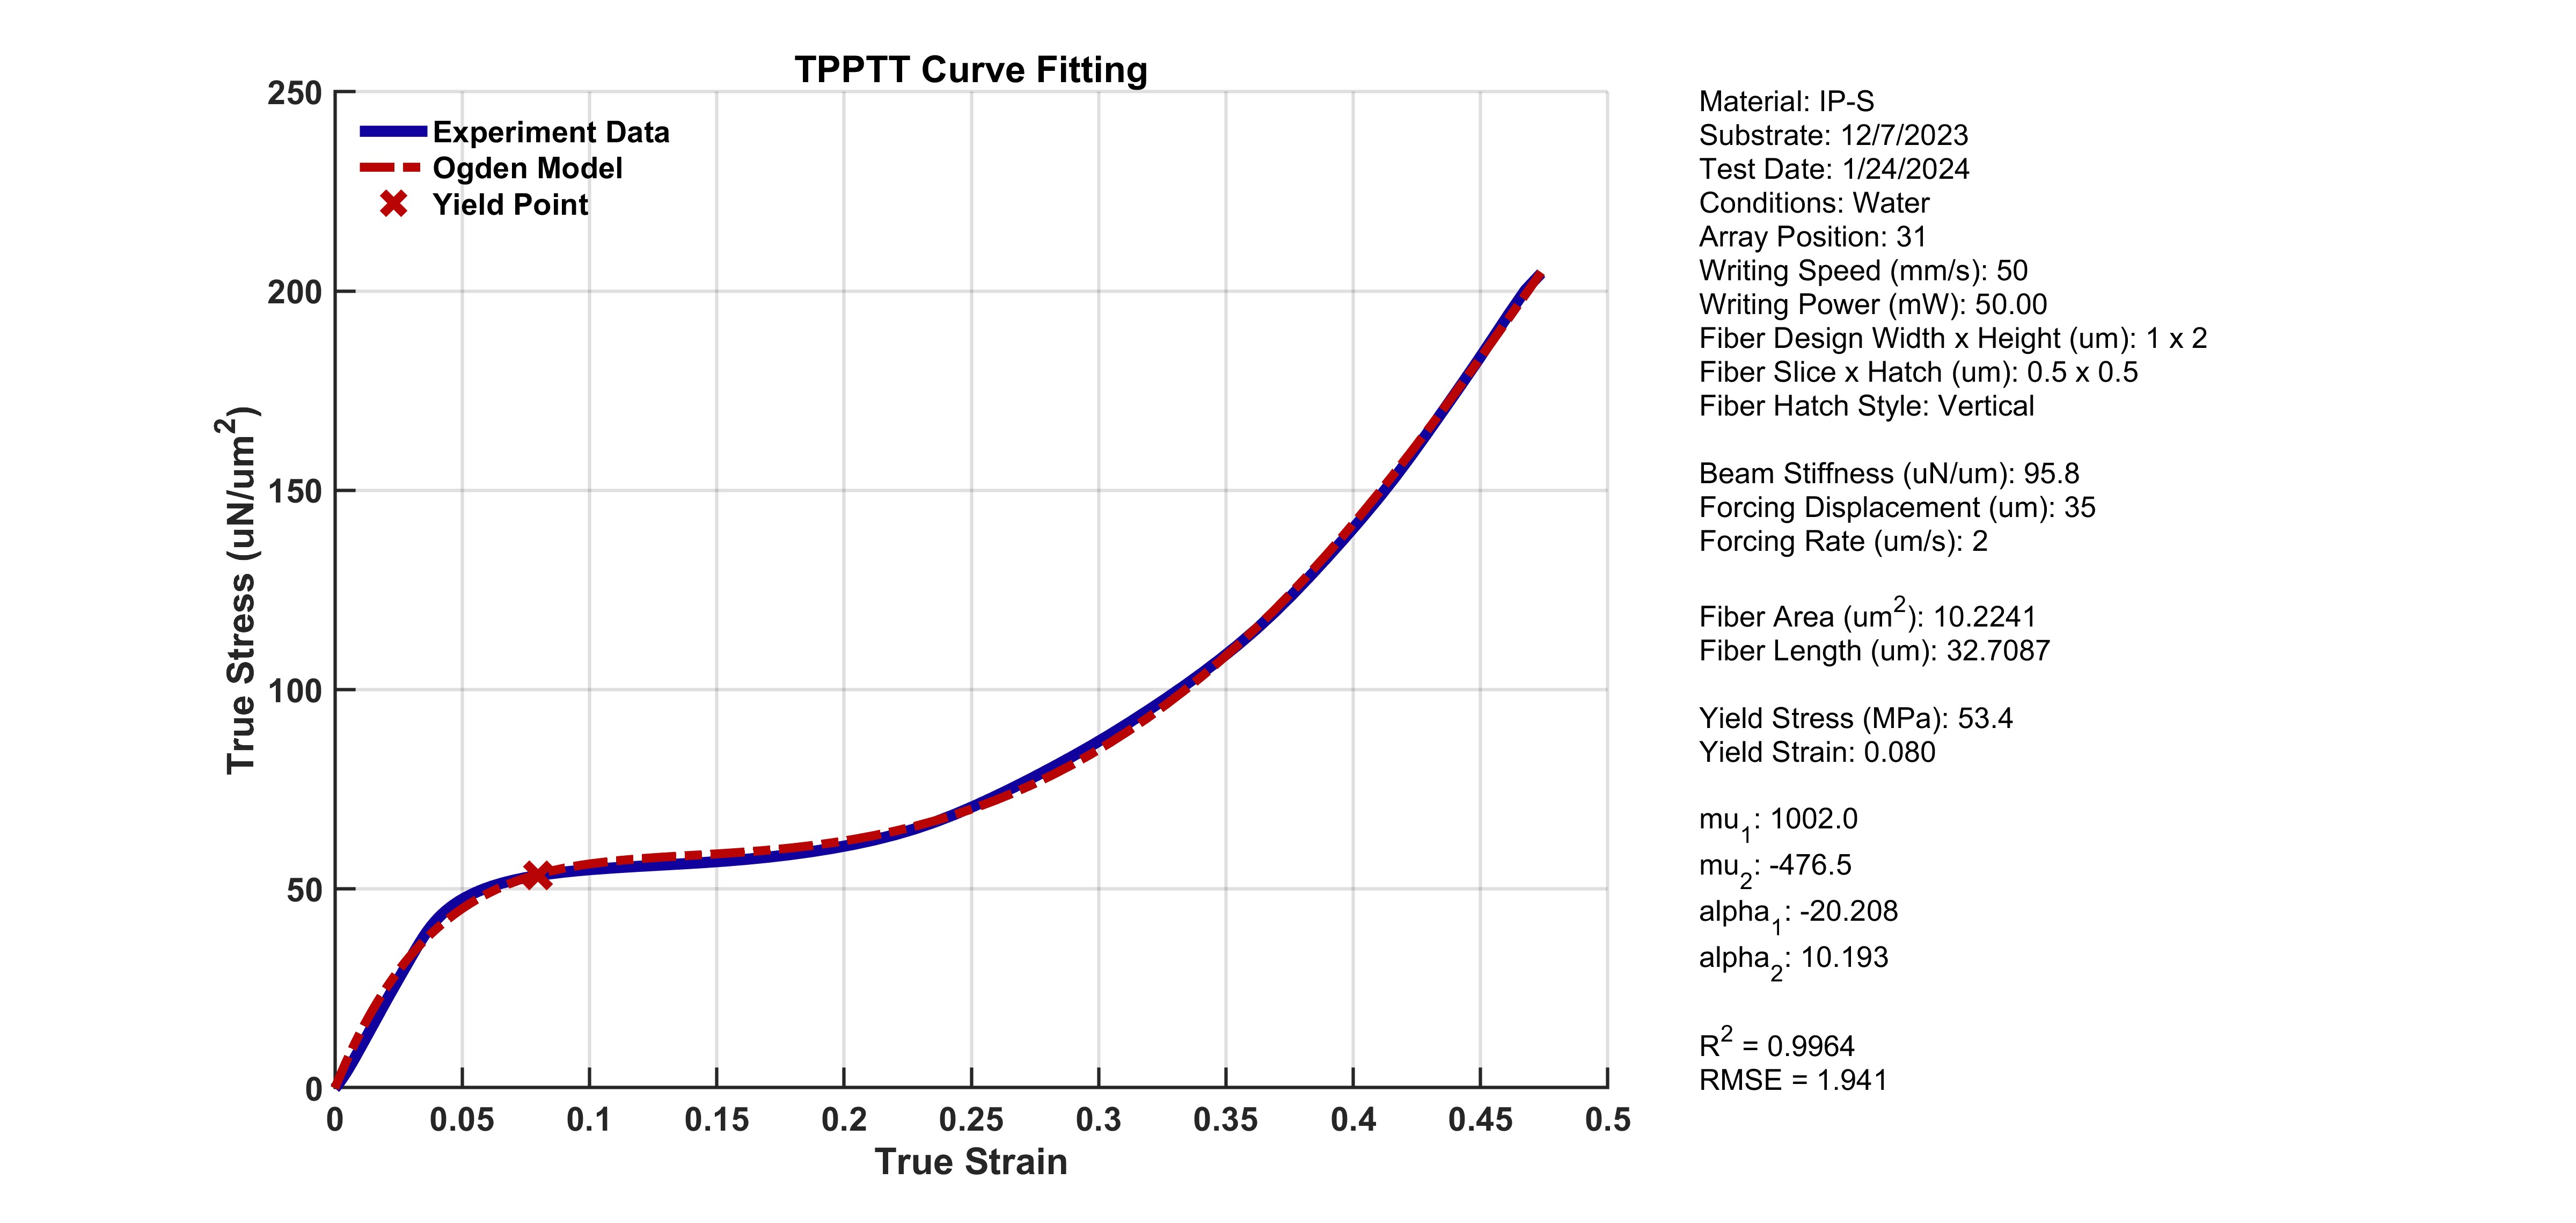 TPPTT Curve Fitting
250
200
150
100
50
0
True Stress (uN/um²)
Experiment Data
Ogden Model
Yield Point
0 0.05 0.1 0.15 0.2 0.25 0.3 0.35 0.4 0.45 0.5
True Strain
Material: IP-S
Substrate: 12/7/2023
Test Date: 1/24/2024
Conditions: Water
Array Position: 31
Writing Speed (mm/s): 50
Writing Power (mW): 50.00
Fiber Design Width x Height (um): 1 x 2
Fiber Slice x Hatch (um): 0.5 x 0.5
Fiber Hatch Style: Vertical
Beam Stiffness (uN/um): 95.8
Forcing Displacement (um): 35
Forcing Rate (um/s): 2
Fiber Area (um²): 10.2241
Fiber Length (um): 32.7087
Yield Stress (MPa): 53.4
Yield Strain: 0.080
mu₁: 1002.0
mu₂: -476.5
alpha₁: -20.208
alpha₂: 10.193
R² = 0.9964
RMSE = 1.941